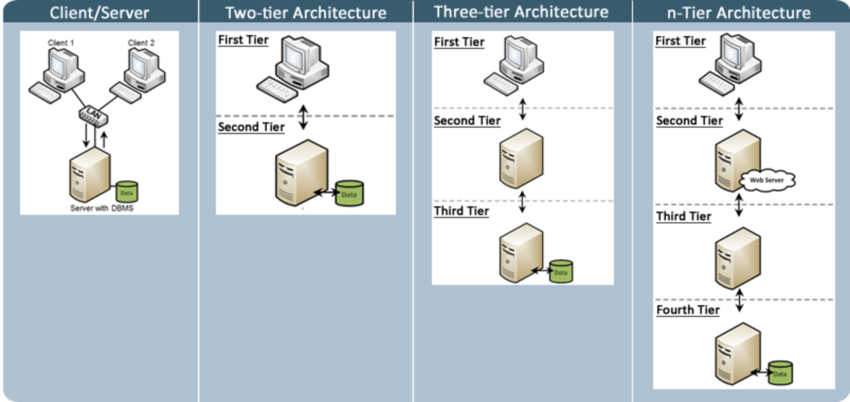 Client/Server
Client 1
Client 2
LAN
Data
Server with DBMS
Two-tier Architecture
First Tier
Second Tier
Data
Three-tier Architecture
First Tier
Second Tier
Third Tier
Data
n-Tier Architecture
First Tier
Second Tier
Web Server
Third Tier
Fourth Tier
Data